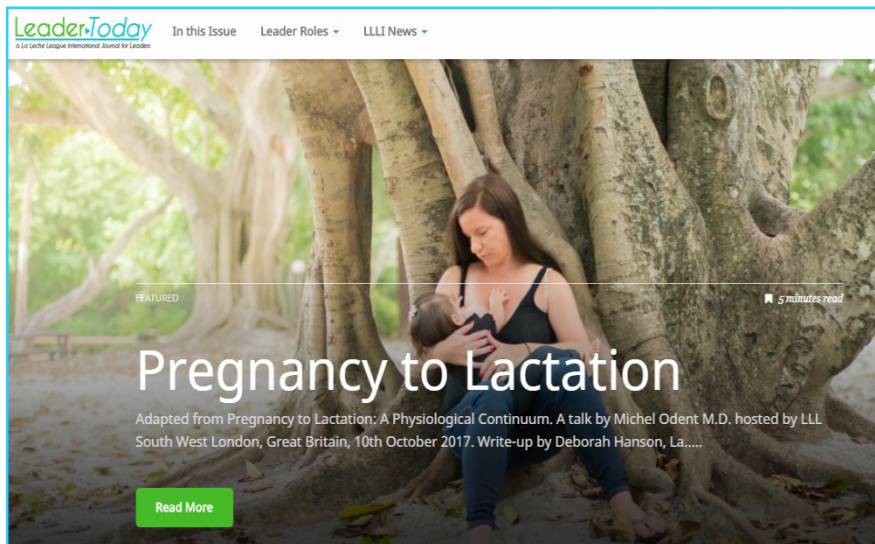 Leader Today
a La Leche League International Journal for Leaders
In this Issue
Leader Roles
LLLI News
FEATURED
5 minutes read
Pregnancy to Lactation
Adapted from Pregnancy to Lactation: A Physiological Continuum. A talk by Michel Odent M.D. hosted by LLL
South West London, Great Britain, 10th October 2017. Write-up by Deborah Hanson, La.....
Read More